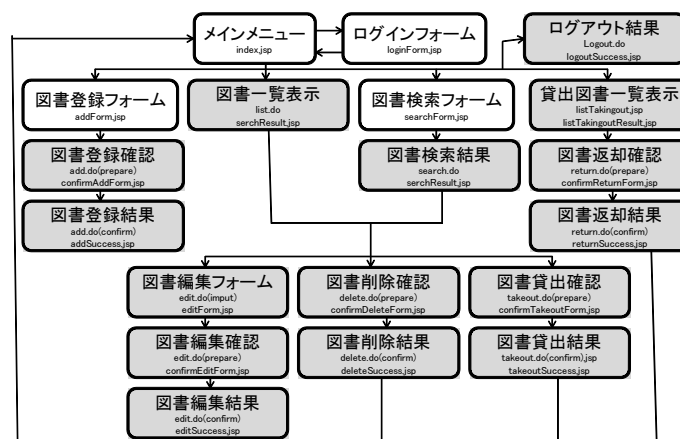 メインメニュー
index.jsp
ログインフォーム
loginForm.jsp
ログアウト結果
Logout.do
logoutSuccess.jsp
図書登録フォーム
addForm.jsp
図書一覧表示
list.do
serchResult.jsp
図書検索フォーム
searchForm.jsp
貸出図書一覧表示
listTakingout.jsp
listTakingoutResult.jsp
図書登録確認
add.do(prepare)
confirmAddForm.jsp
図書検索結果
search.do
serchResult.jsp
図書返却確認
return.do(prepare)
confirmReturnForm.jsp
図書登録結果
add.do(confirm)
addSuccess.jsp
図書返却結果
return.do(confirm)
returnSuccess.jsp
図書編集フォーム
edit.do(imput)
editForm.jsp
図書削除確認
delete.do(prepare)
confirmDeleteForm.jsp
図書貸出確認
takeout.do(prepare)
confirmTakeoutForm.jsp
図書編集確認
edit.do(prepare)
confirmEditForm.jsp
図書削除結果
delete.do(confirm)
deleteSuccess.jsp
図書貸出結果
takeout.do(confirm).jsp
takeoutSuccess.jsp
図書編集結果
edit.do(confirm)
editSuccess.jsp